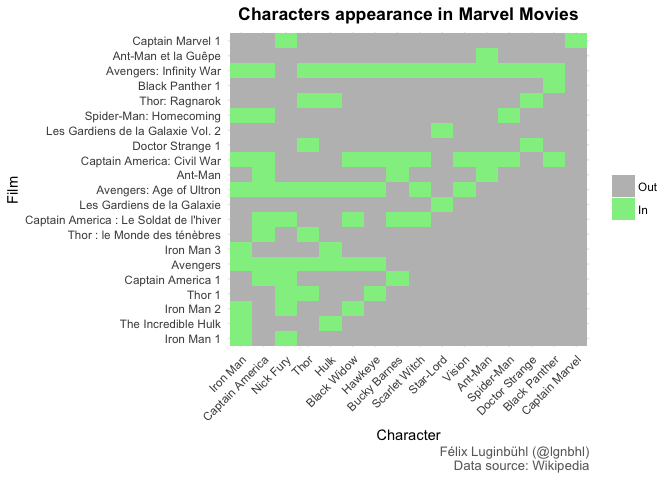 Characters appearance in Marvel Movies
Film
Captain Marvel 1
Ant-Man et la Guêpe
Avengers: Infinity War
Black Panther 1
Thor: Ragnarok
Spider-Man: Homecoming
Les Gardiens de la Galaxie Vol. 2
Doctor Strange 1
Captain America: Civil War
Ant-Man
Avengers: Age of Ultron
Les Gardiens de la Galaxie
Captain America : Le Soldat de l'hiver
Thor : le Monde des ténèbres
Iron Man 3
Avengers
Captain America 1
Thor 1
Iron Man 2
The Incredible Hulk
Iron Man 1
Out
In
Iron Man
Captain America
Nick Fury
Thor
Hulk
Black Widow
Hawkeye
Bucky Barnes
Scarlet Witch
Star-Lord
Vision
Ant-Man
Spider-Man
Doctor Strange
Black Panther
Captain Marvel
Character
Félix Luginbühl (@lgnbhl)
Data source: Wikipedia